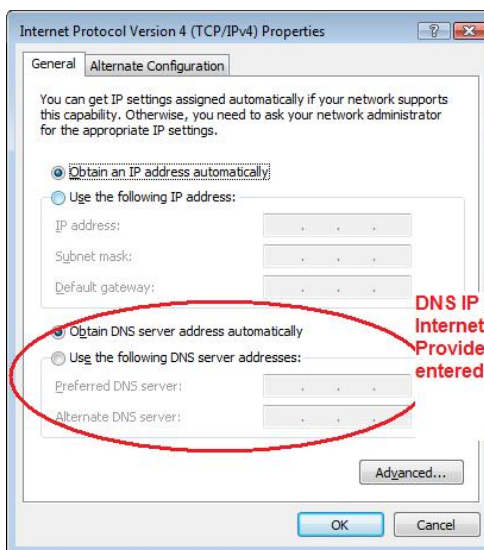 Internet Protocol Version 4 (TCP/IPv4) Properties
General
Alternate Configuration
You can get IP settings assigned automatically if your network supports
this capability. Otherwise, you need to ask your network administrator
for the appropriate IP settings.
Obtain an IP address automatically
Use the following IP address:
IP address:
Subnet mask:
Default gateway:
Obtain DNS server address automatically
Use the following DNS server addresses:
Preferred DNS server:
Alternate DNS server:
DNS IP
Internet
Provide
entered
Advanced...
OK
Cancel